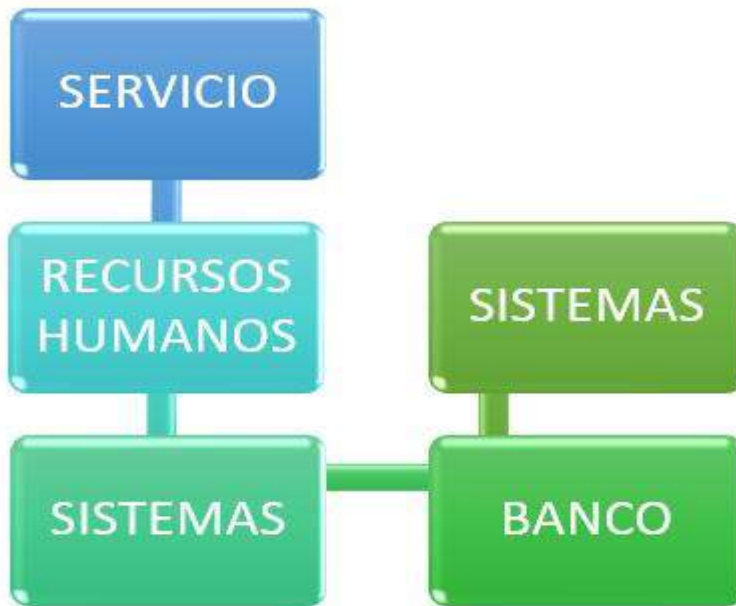 SERVICIO
RECURSOS
HUMANOS
SISTEMAS
BANCO
SISTEMAS